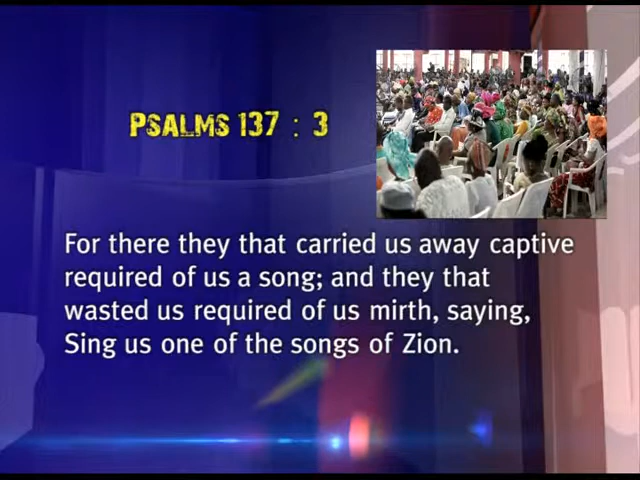 PSALMS 137 : 3
For there they that carried us away captive
required of us a song; and they that
wasted us required of us mirth, saying,
Sing us one of the songs of Zion.